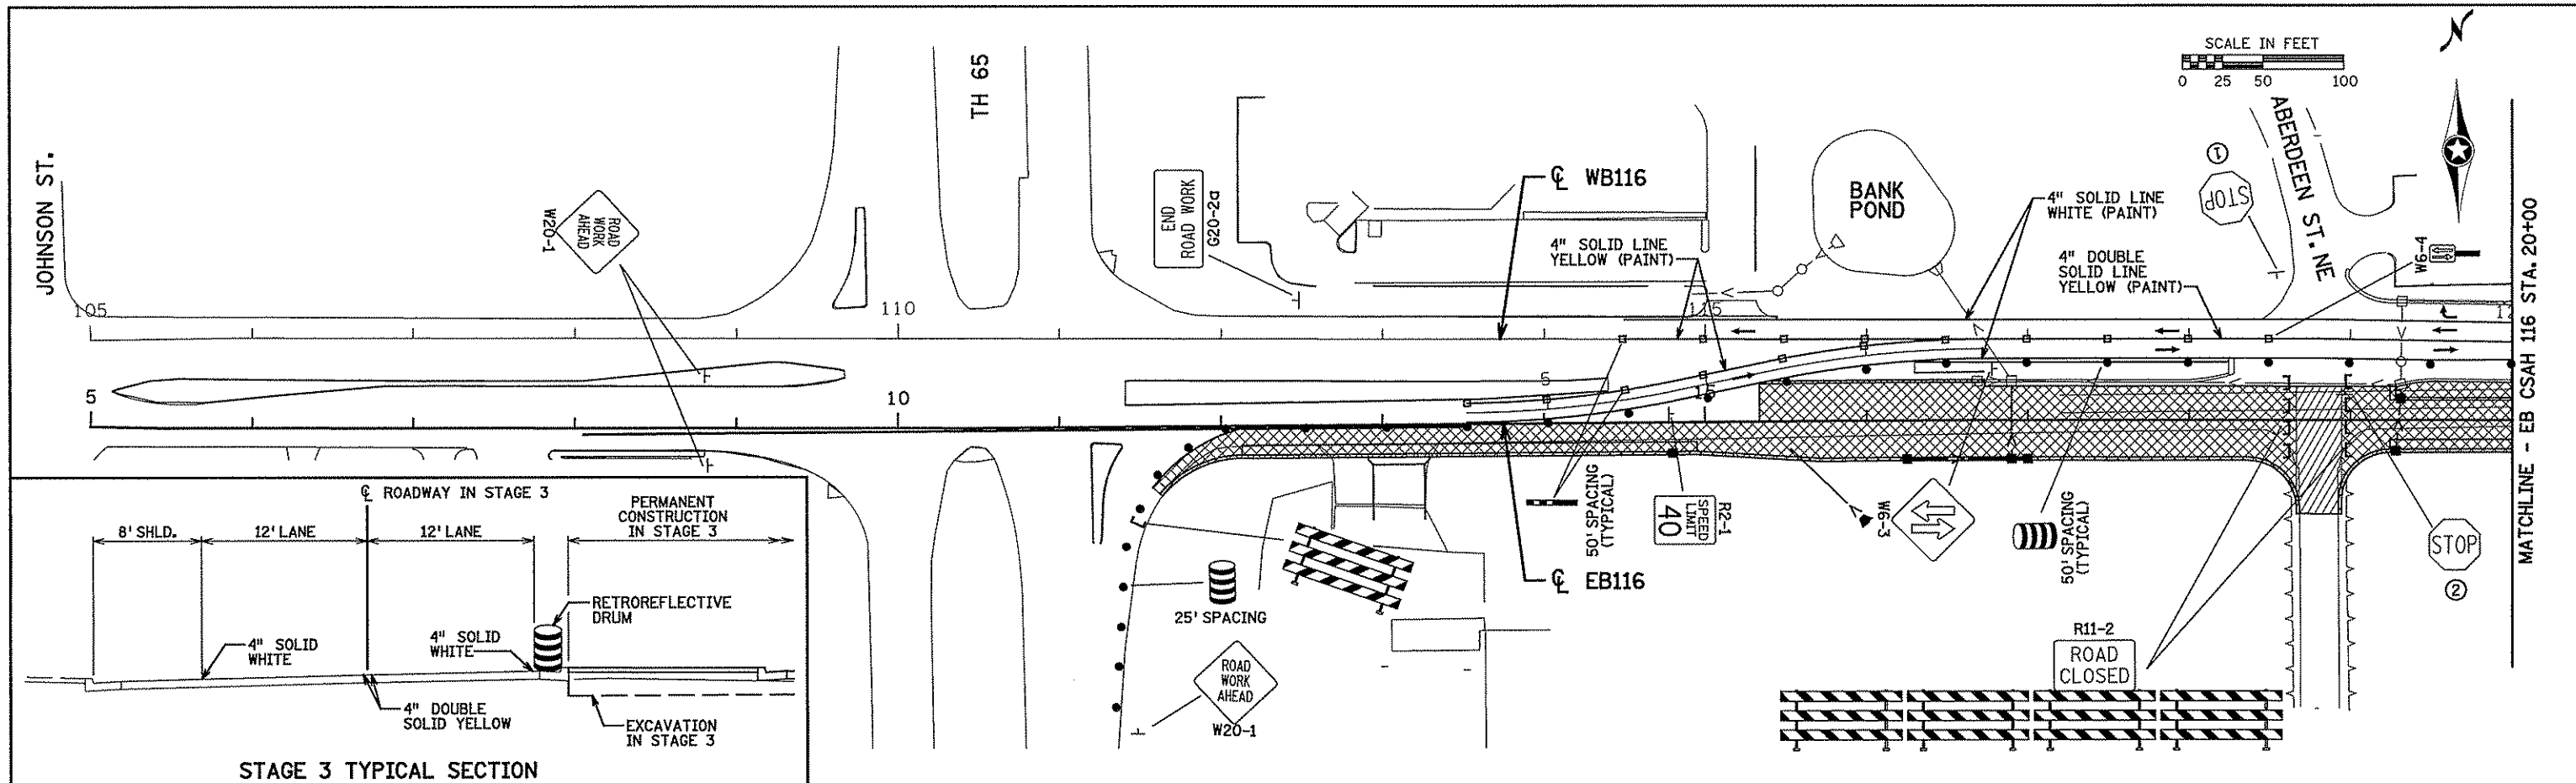 JOHNSON ST.
TH 65
SCALE IN FEET
0 25 50 100
N
ROAD
WORK
AHEAD
W20-1
END
ROAD WORK
G20-2a
℄ WB116
BANK
POND
4" SOLID LINE
WHITE (PAINT)
4" SOLID LINE
YELLOW (PAINT)
4" DOUBLE
SOLID LINE
YELLOW (PAINT)
1
STOP
ABERDEEN ST. NE
W6-4
MATCHLINE - EB CSAH 116 STA. 20+00
105
110
115
5
10
5
15
50' SPACING
(TYPICAL)
R2-1
SPEED
LIMIT
40
W6-3
50' SPACING
(TYPICAL)
STOP
2
℄ EB116
25' SPACING
ROAD
WORK
AHEAD
W20-1
R11-2
ROAD
CLOSED
℄ ROADWAY IN STAGE 3
8' SHLD.
12' LANE
12' LANE
PERMANENT
CONSTRUCTION
IN STAGE 3
RETROREFLECTIVE
DRUM
4" SOLID
WHITE
4" SOLID
WHITE
4" DOUBLE
SOLID YELLOW
EXCAVATION
IN STAGE 3
STAGE 3 TYPICAL SECTION